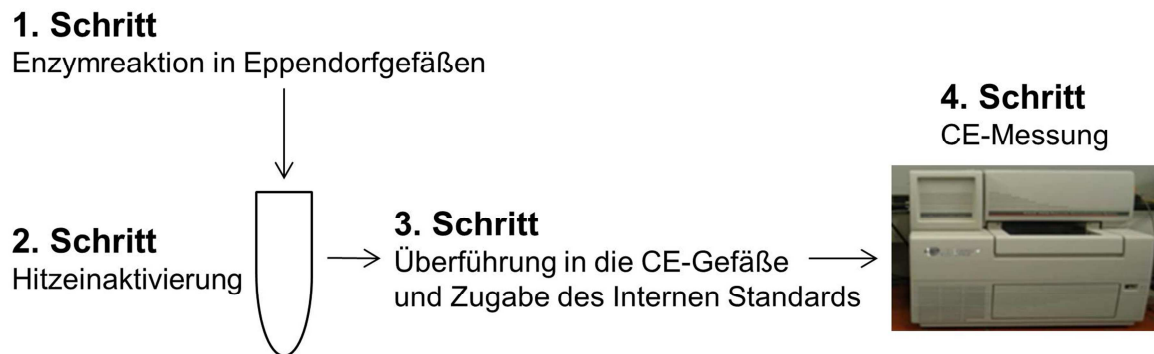 1. Schritt
Enzymreaktion in Eppendorfgefäßen
2. Schritt
Hitzeinaktivierung
3. Schritt
Überführung in die CE-Gefäße
und Zugabe des Internen Standards
4. Schritt
CE-Messung